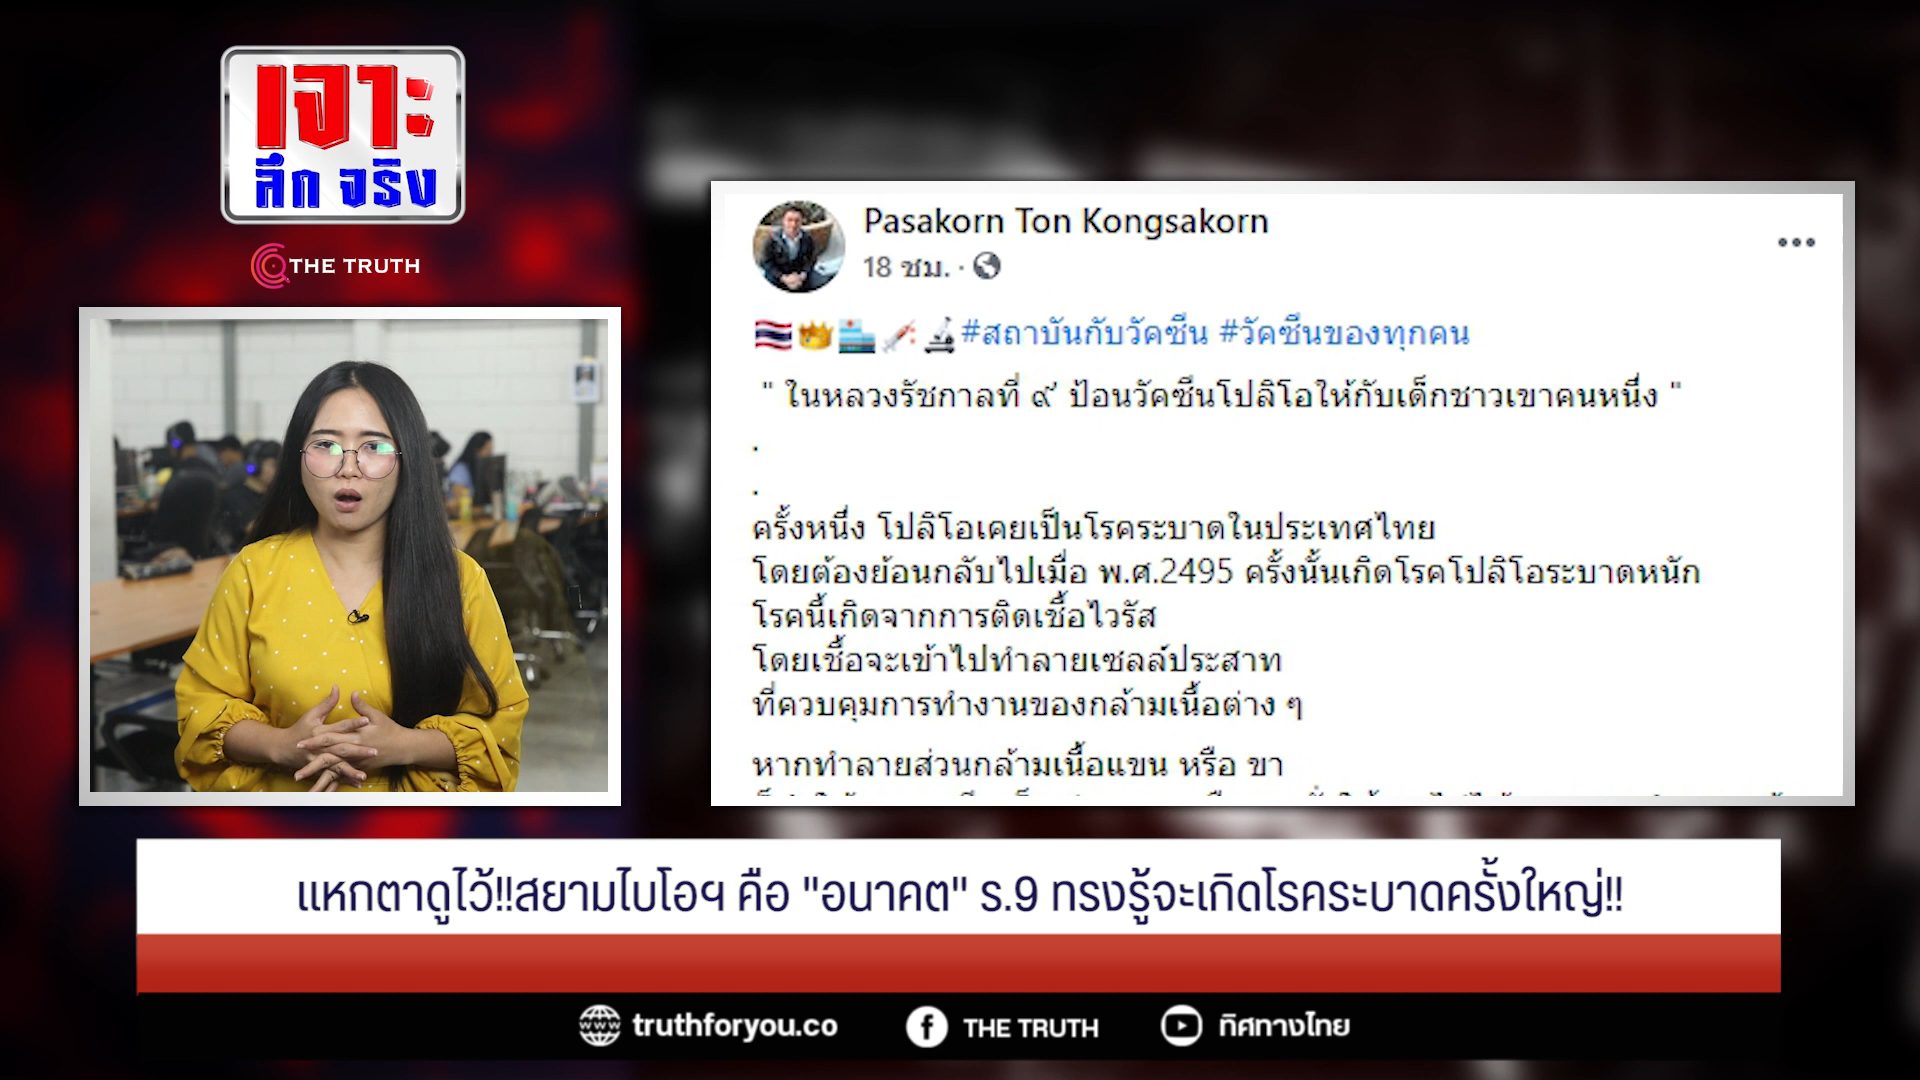 เจาะ
ลึก จริง
THE TRUTH
Pasakorn Ton Kongsakorn
18 ชม. ·
#สถาบันกับวัคซีน #วัคซีนของทุกคน
" ในหลวงรัชกาลที่ ๙ ป้อนวัคซีนโปลิโอให้กับเด็กชาวเขาคนหนึ่ง "
.
.
ครั้งหนึ่ง โปลิโอเคยเป็นโรคระบาดในประเทศไทย
โดยต้องย้อนกลับไปเมื่อ พ.ศ.2495 ครั้งนั้นเกิดโรคโปลิโอระบาดหนัก
โรคนี้เกิดจากการติดเชื้อไวรัส
โดยเชื้อจะเข้าไปทำลายเซลล์ประสาท
ที่ควบคุมการทำงานของกล้ามเนื้อต่าง ๆ
หากทำลายส่วนกล้ามเนื้อแขน หรือ ขา
แหกตาดูไว้!!สยามไบโอฯ คือ "อนาคต" ร.9 ทรงรู้จะเกิดโรคระบาดครั้งใหญ่!!
www truthforyou.co
THE TRUTH
ทิศทางไทย